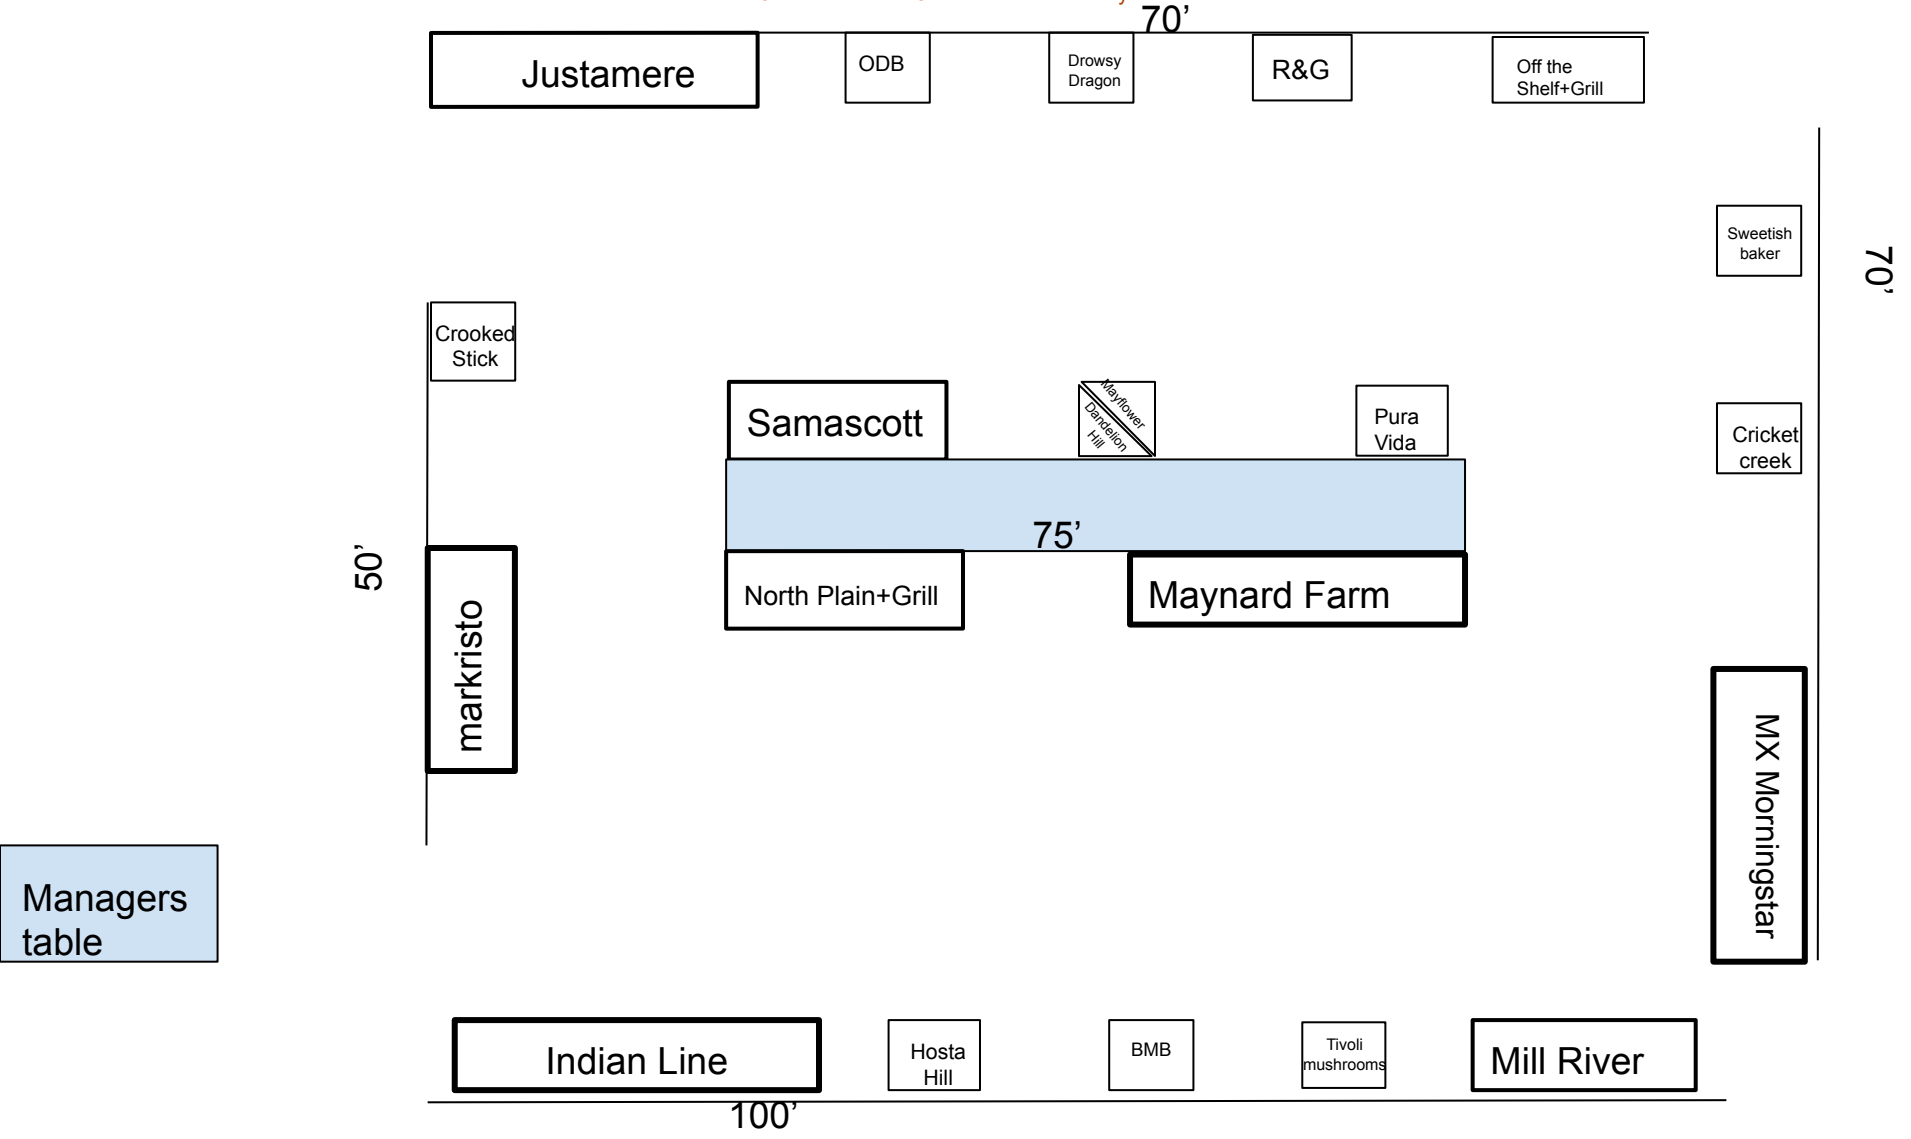 70’
Justamere
ODB
Drowsy
Dragon
R&G
Off the
Shelf+Grill
Sweetish
baker
70’
Crooked
Stick
Samascott
Mayflower
Dandelion
Hill
Pura
Vida
Cricket
creek
75’
50’
North Plain+Grill
Maynard Farm
markristo
MX Morningstar
Managers
table
Indian Line
Hosta
Hill
BMB
Tivoli
mushrooms
Mill River
100’